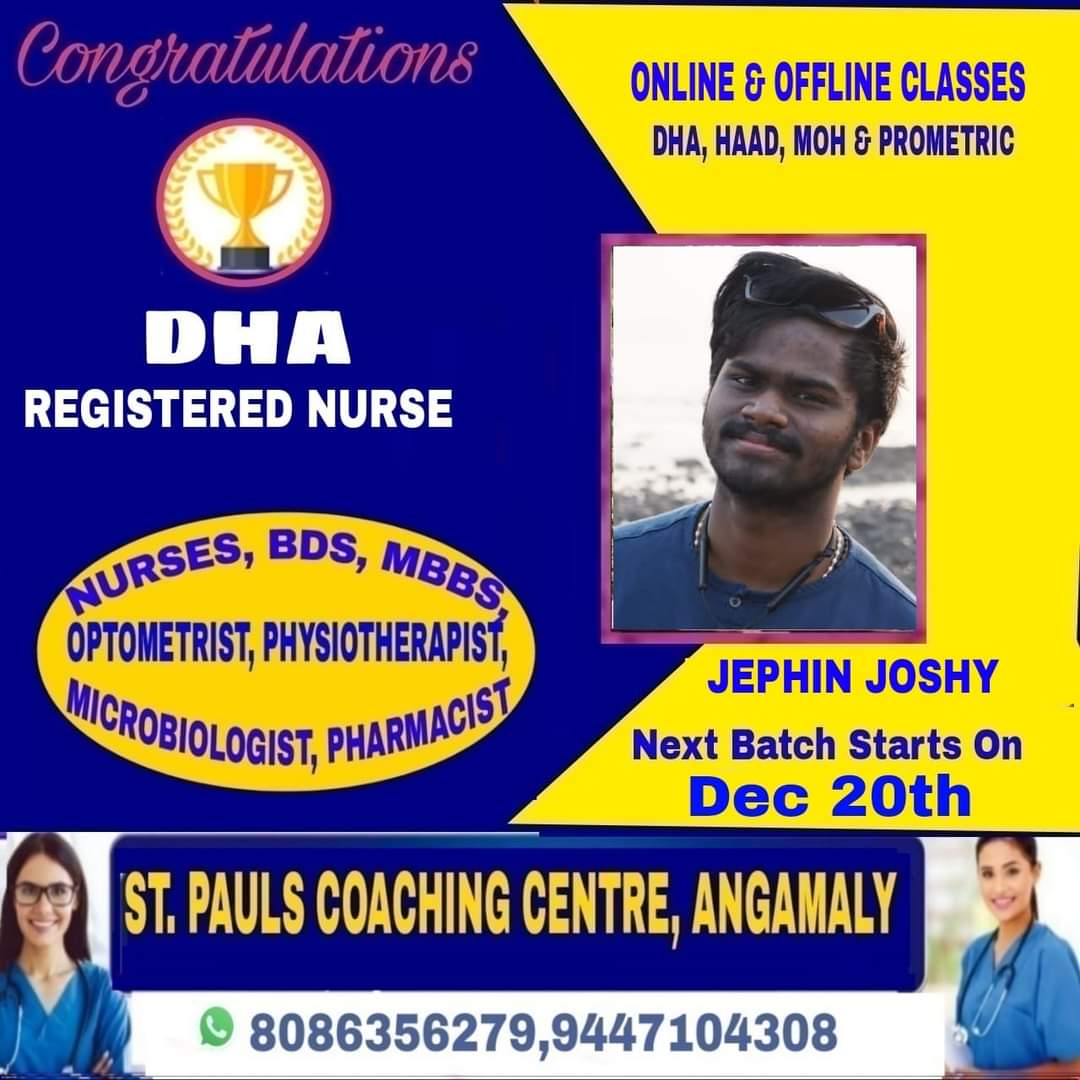 Congratulations
DHA
REGISTERED NURSE
NURSES, BDS, MBBS,
OPTOMETRIST, PHYSIOTHERAPIST,
MICROBIOLOGIST, PHARMACIST
ONLINE & OFFLINE CLASSES
DHA, HAAD, MOH & PROMETRIC
JEPHIN JOSHY
Next Batch Starts On
Dec 20th
ST. PAULS COACHING CENTRE, ANGAMALY
8086356279,9447104308